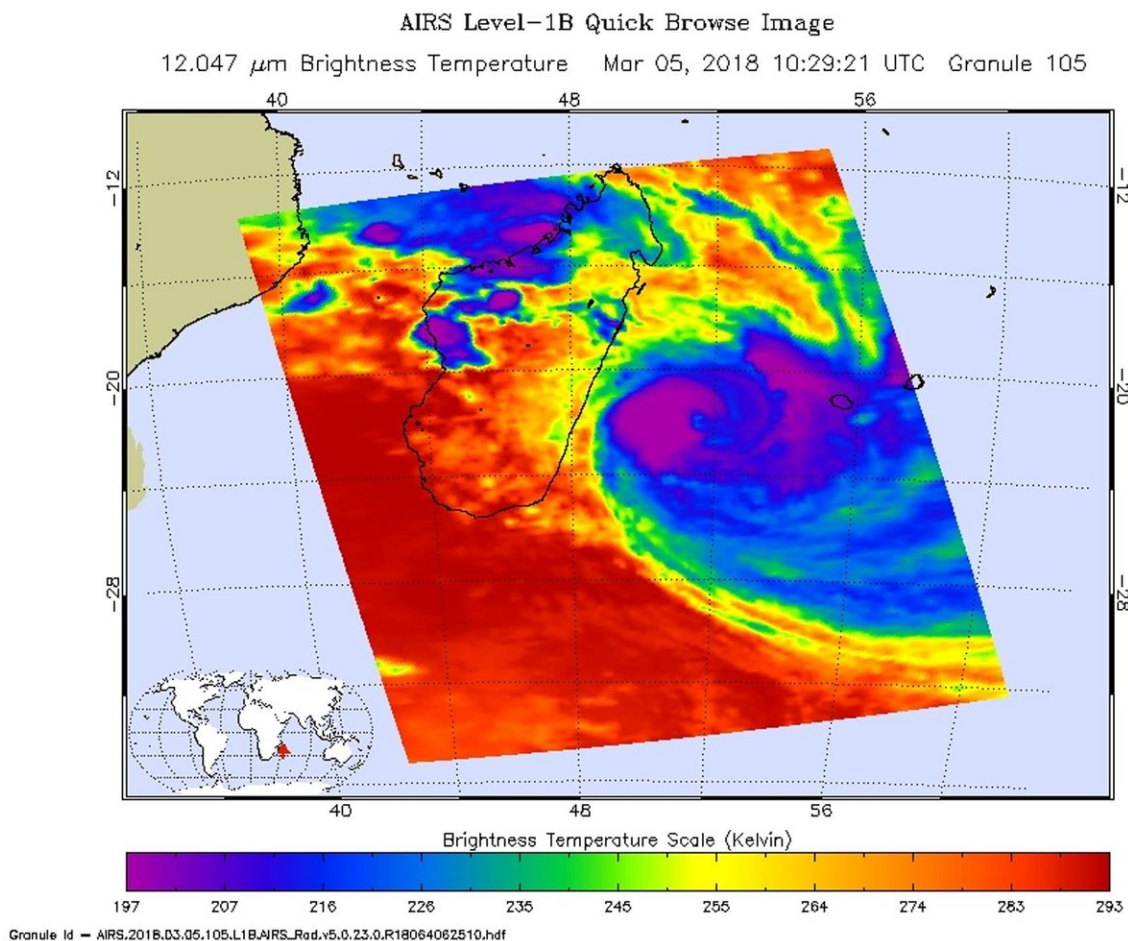 AIRS Level-1B Quick Browse Image
12.047 μm Brightness Temperature Mar 05, 2018 10:29:21 UTC Granule 105
40 48 56
-12 -12
-20 -20
-28 -28
40 48 56
Brightness Temperature Scale (Kelvin)
197 207 216 226 235 245 255 264 274 283 293
Granule Id — AIRS.2018.03.05.105.L1B.AIRS_Rad.v5.0.23.0.R18064062510.hdf